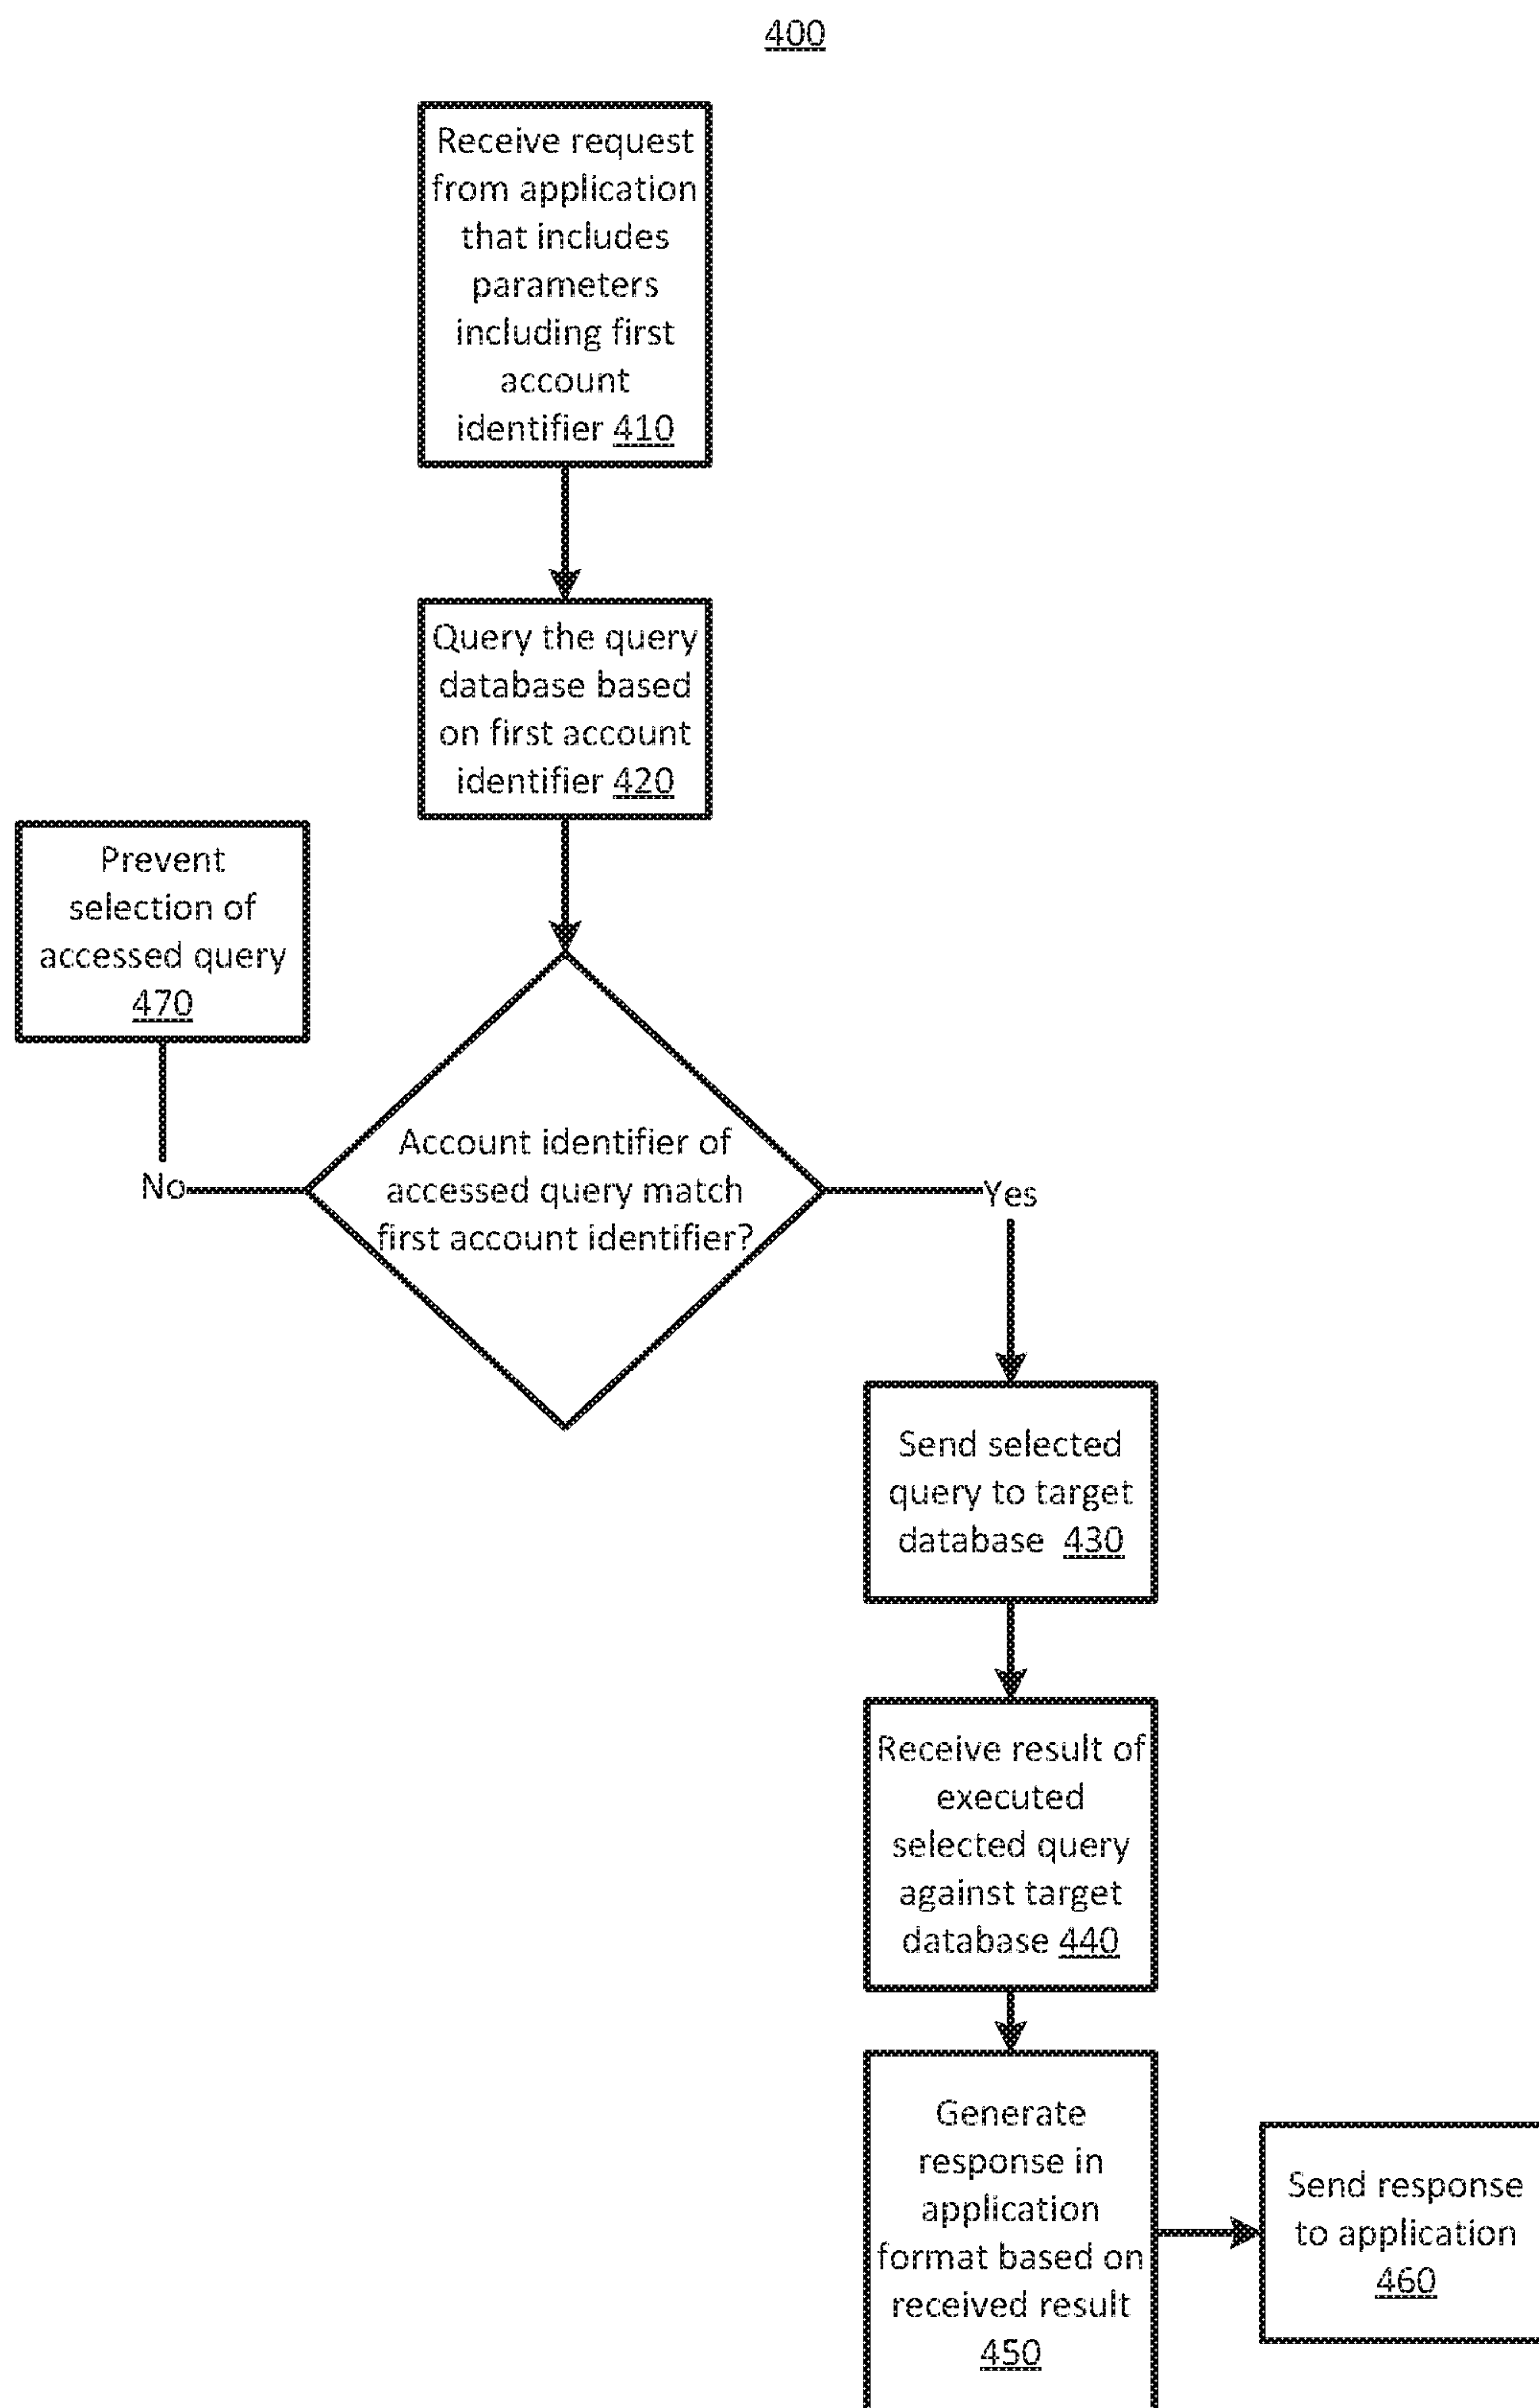 400
Receive request
from application
that includes
parameters
including first
account
identifier 410
Query the query
database based
on first account
identifier 420
Prevent
selection of
accessed query
470
Account identifier of
accessed query match
first account identifier?
No
Yes
Send selected
query to target
database 430
Receive result of
executed
selected query
against target
database 440
Generate
response in
application
format based on
received result
450
Send response
to application
460